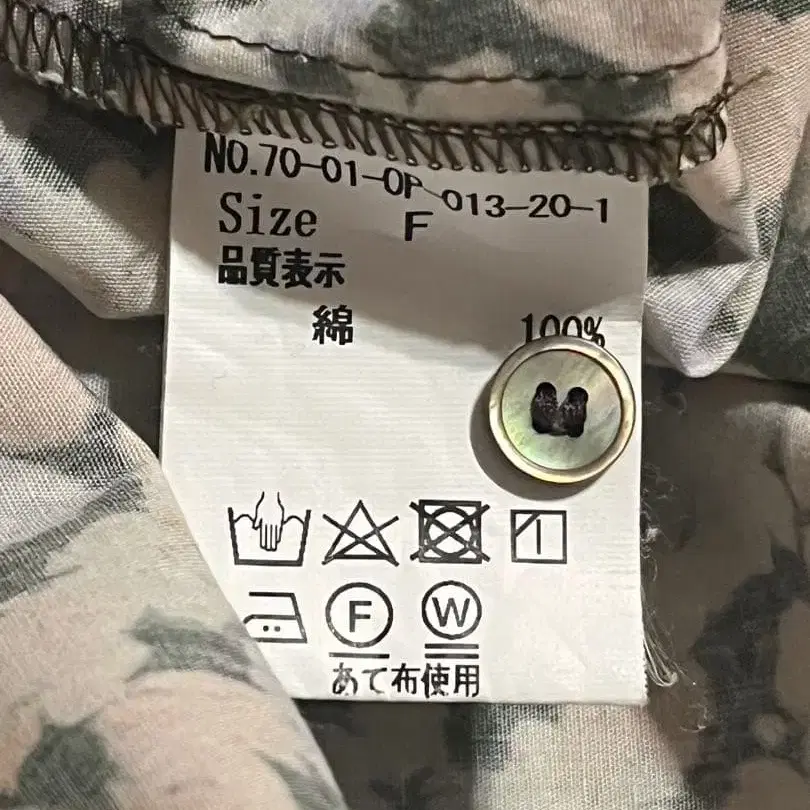 NO.70-01-OP-013-20-1
Size F
品質表示
綿 100%
F W
あて布使用